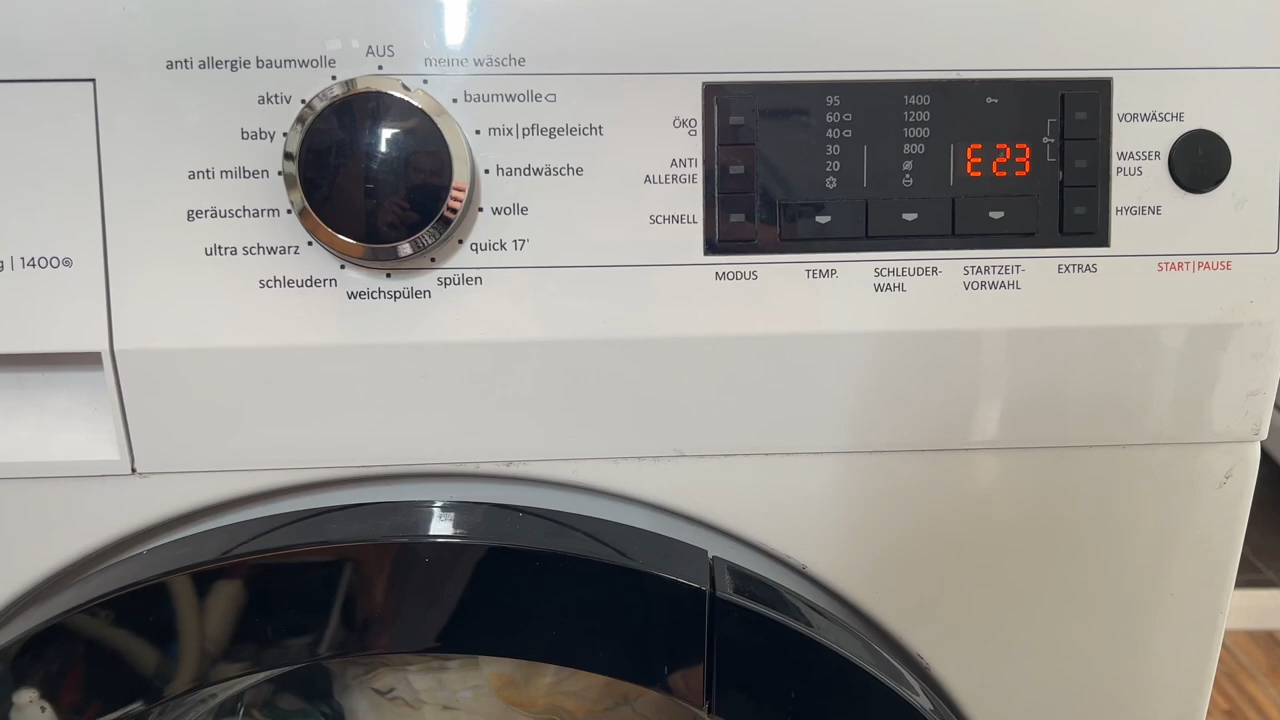 AUS
anti allergie baumwolle
meine wäsche
aktiv
baumwolle
baby
mix|pflegeleicht
anti milben
handwäsche
geräuscharm
wolle
ultra schwarz
quick 17'
schleudern
spülen
weichspülen
| 1400
ÖKO
ANTI
ALLERGIE
SCHNELL
MODUS
95
60
40
30
20
TEMP.
1400
1200
1000
800
SCHLEUDER-
WAHL
E23
STARTZEIT-
VORWAHL
EXTRAS
VORWÄSCHE
WASSER
PLUS
HYGIENE
START|PAUSE